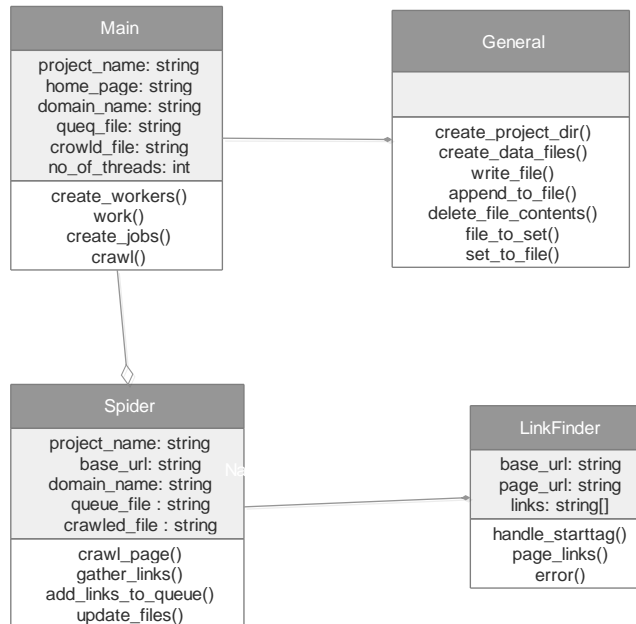 Main
project_name: string
home_page: string
domain_name: string
queq_file: string
crowld_file: string
no_of_threads: int
create_workers()
work()
create_jobs()
crawl()
General
create_project_dir()
create_data_files()
write_file()
append_to_file()
delete_file_contents()
file_to_set()
set_to_file()
Spider
project_name: string
base_url: string
domain_name: string
queue_file : string
crawled_file : string
crawl_page()
gather_links()
add_links_to_queue()
update_files()
LinkFinder
base_url: string
page_url: string
links: string[]
handle_starttag()
page_links()
error()